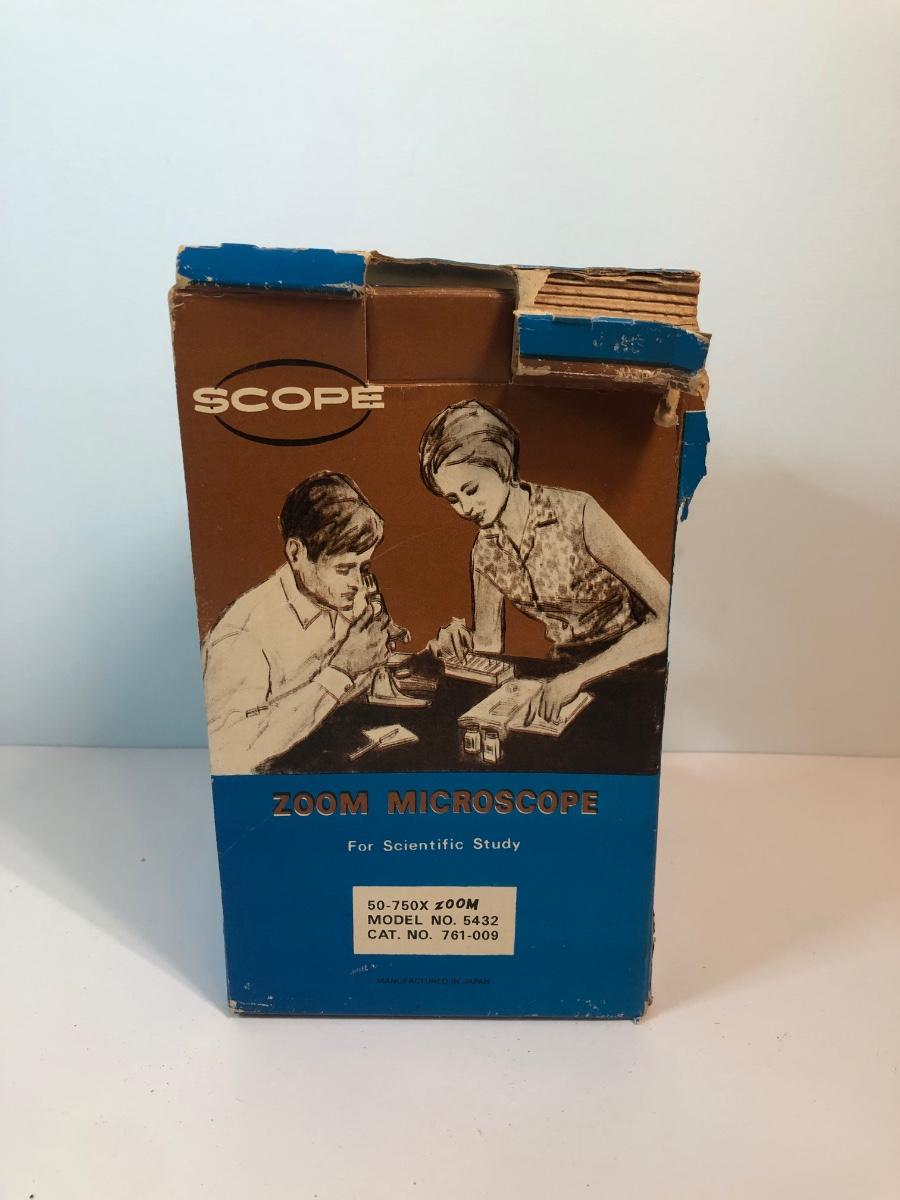 SCOPE
ZOOM MICROSCOPE
For Scientific Study
50-750X ZOOM
MODEL NO. 5432
CAT. NO. 761-009
MANUFACTURED IN JAPAN